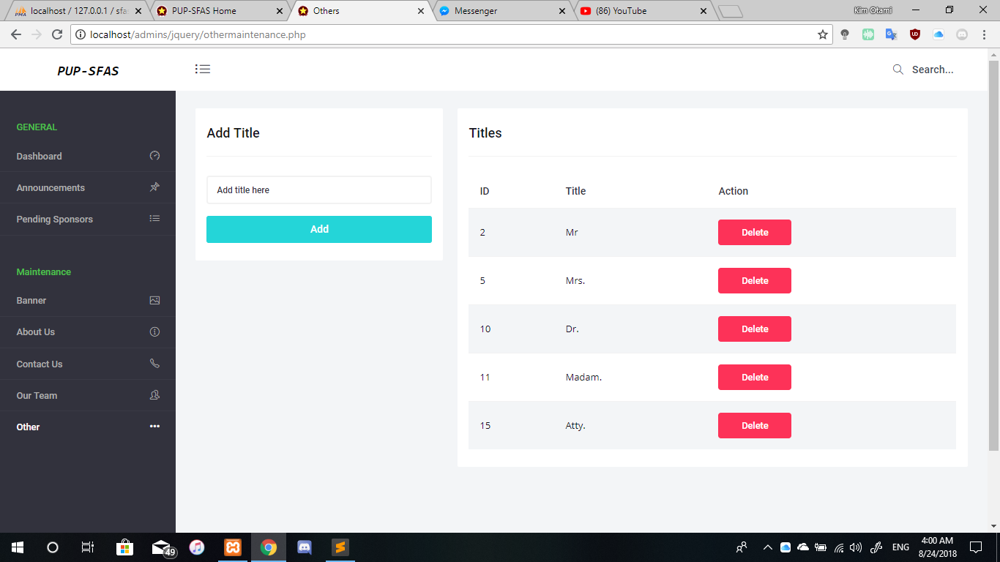 localhost / 127.0.0.1 / sfa
PUP-SFAS Home
Others
Messenger
(86) YouTube
Kim Otami
localhost/admins/jquery/othermaintenance.php
PUP-SFAS
Search...
GENERAL
Dashboard
Announcements
Pending Sponsors
Maintenance
Banner
About Us
Contact Us
Our Team
Other
Add Title
Add title here
Add
Titles
ID Title Action
2 Mr Delete
5 Mrs. Delete
10 Dr. Delete
11 Madam. Delete
15 Atty. Delete
49
ENG
4:00 AM
8/24/2018